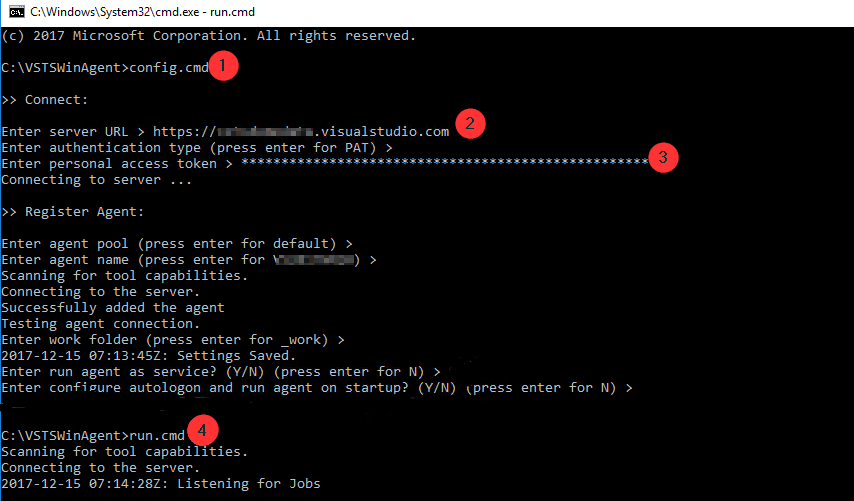 C:\Windows\System32\cmd.exe - run.cmd
(c) 2017 Microsoft Corporation. All rights reserved.
C:\VSTSWinAgent>config.cmd 1
>> Connect:
Enter server URL > https://.visualstudio.com 2
Enter authentication type (press enter for PAT) >
Enter personal access token > *************************************************** 3
Connecting to server ...
>> Register Agent:
Enter agent pool (press enter for default) >
Enter agent name (press enter for ) >
Scanning for tool capabilities.
Connecting to the server.
Successfully added the agent
Testing agent connection.
Enter work folder (press enter for _work) >
2017-12-15 07:13:45Z: Settings Saved.
Enter run agent as service? (Y/N) (press enter for N) >
Enter configure autologon and run agent on startup? (Y/N) (press enter for N) >
C:\VSTSWinAgent>run.cmd 4
Scanning for tool capabilities.
Connecting to the server.
2017-12-15 07:14:28Z: Listening for Jobs